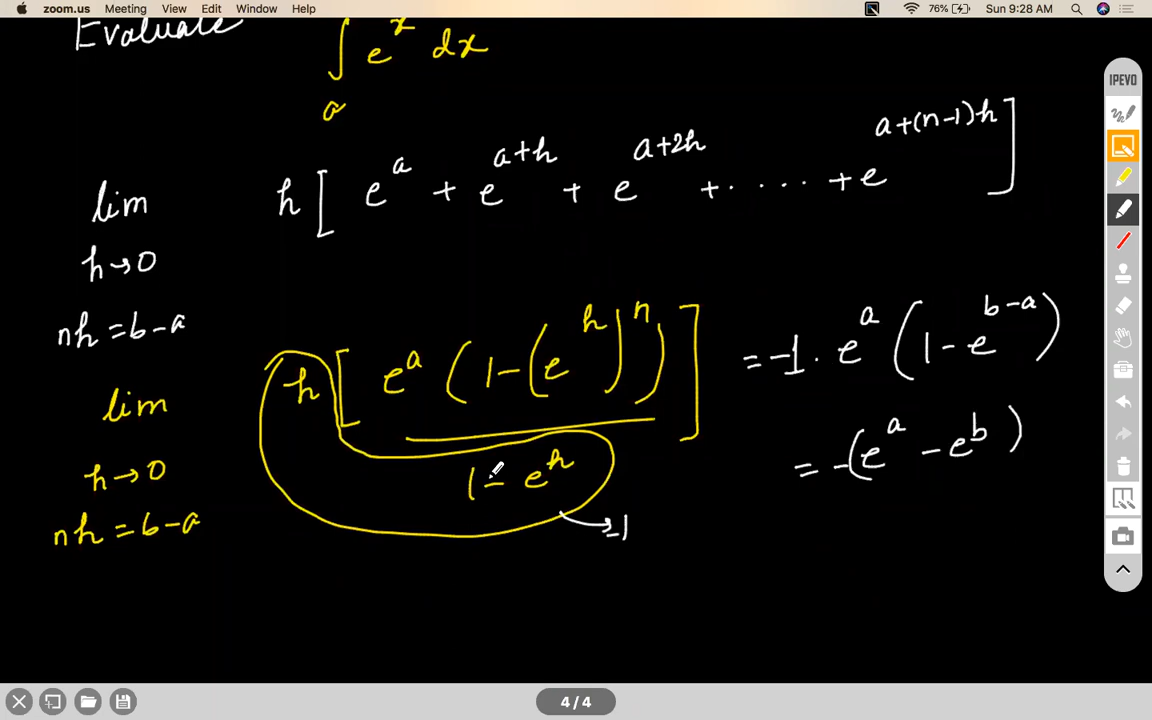 zoom.us Meeting View Edit Window Help 76% Sun 9:28 AM
Evaluate ∫ₐ e^x dx
IPEVO
lim h→0 nh = b-a h [ e^a + e^(a+h) + e^(a+2h) + ..... + e^(a+(n-1)h) ]
lim h→0 nh = b-a h [ e^a (1-(e^h)^n) / 1-e^h ] = -1 · e^a (1-e^(b-a))
→ -1
= -(e^a - e^b)
4 / 4